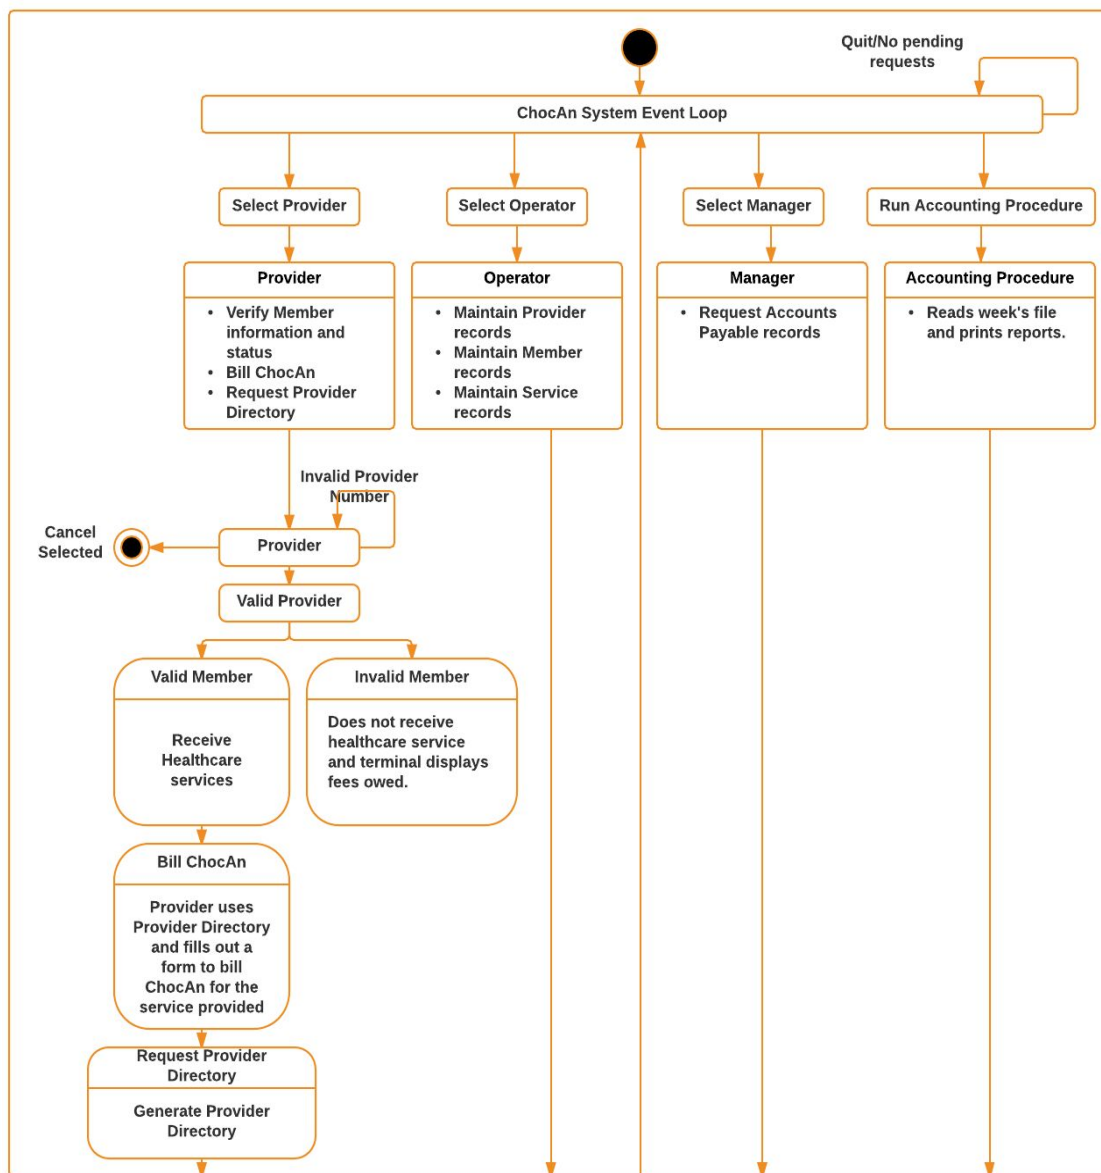 Quit/No pending
requests
ChocAn System Event Loop
Select Provider
Select Operator
Select Manager
Run Accounting Procedure
Provider
• Verify Member
information and
status
• Bill ChocAn
• Request Provider
Directory
Operator
• Maintain Provider
records
• Maintain Member
records
• Maintain Service
records
Manager
• Request Accounts
Payable records
Accounting Procedure
• Reads week's file
and prints reports.
Invalid Provider
Number
Cancel
Selected
Provider
Valid Provider
Valid Member
Receive
Healthcare
services
Invalid Member
Does not receive
healthcare service
and terminal displays
fees owed.
Bill ChocAn
Provider uses
Provider Directory
and fills out a
form to bill
ChocAn for the
service provided
Request Provider
Directory
Generate Provider
Directory